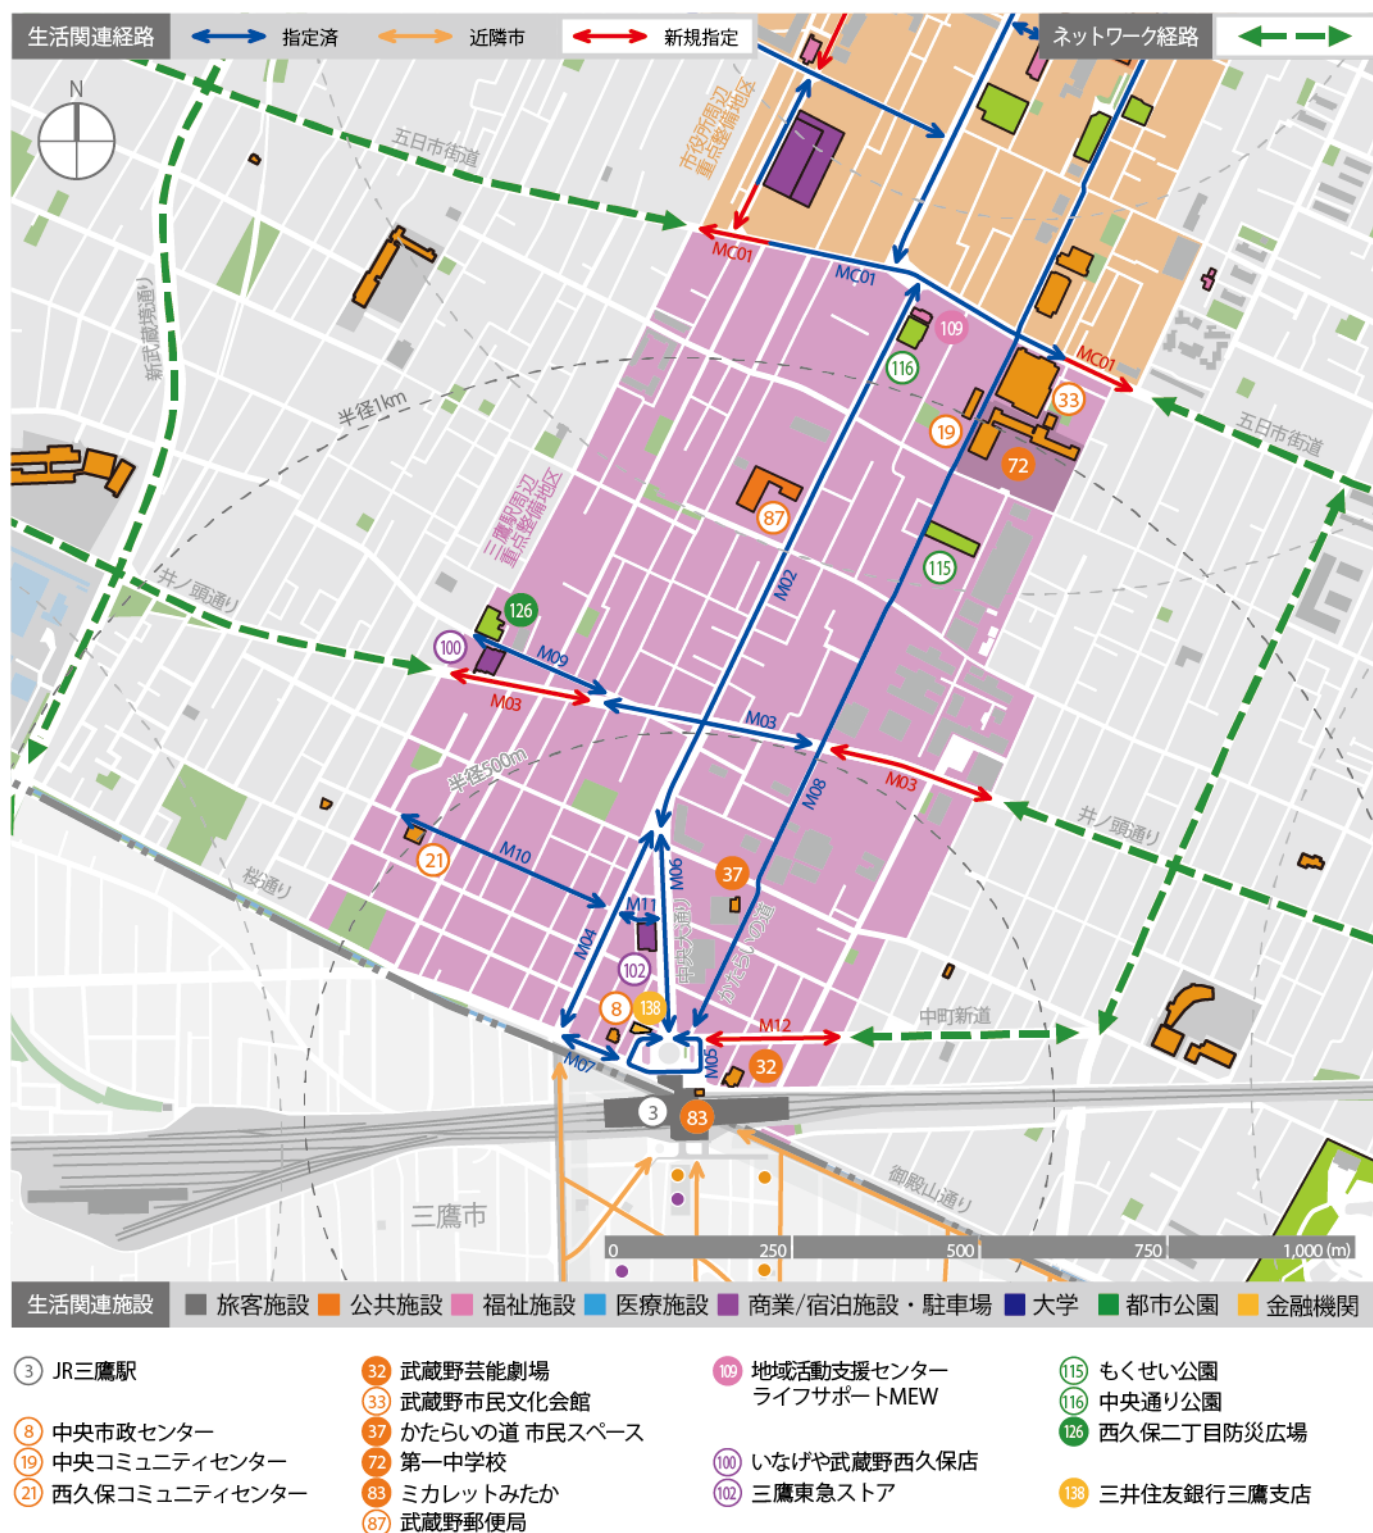 生活関連経路 指定済 近隣市 新規指定 ネットワーク経路
N
五日市街道
市役所周辺
重点整備地区
MC01
MC01
新武蔵境通り
109
116
MC01
半径1km
33
19
五日市街道
72
三鷹駅周辺
重点整備地区
87
115
M02
井ノ頭通り
126
100
M09
M03
M03
半径500m
M03
M08
井ノ頭通り
21
M10
M06
37
桜通り
M11
M04
中央大通り
かたらいの道
102
8
138
M12
中町新道
M07
M05
32
3
83
御殿山通り
三鷹市
0 250 500 750 1,000 (m)
生活関連施設 旅客施設 公共施設 福祉施設 医療施設 商業/宿泊施設・駐車場 大学 都市公園 金融機関
3 JR三鷹駅
8 中央市政センター
19 中央コミュニティセンター
21 西久保コミュニティセンター
32 武蔵野芸能劇場
33 武蔵野市民文化会館
37 かたらいの道 市民スペース
72 第一中学校
83 ミカレットみたか
87 武蔵野郵便局
109 地域活動支援センター
ライフサポートMEW
100 いなげや武蔵野西久保店
102 三鷹東急ストア
115 もくせい公園
116 中央通り公園
126 西久保二丁目防災広場
138 三井住友銀行三鷹支店